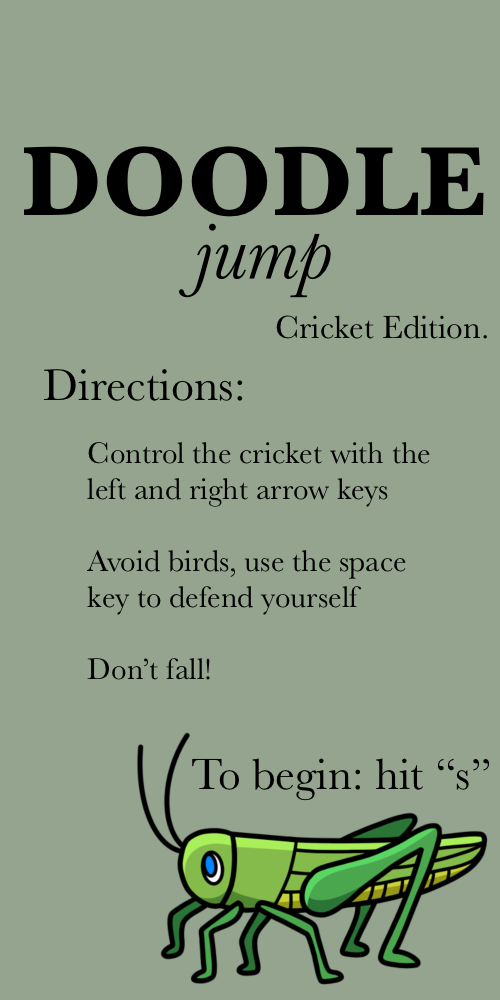 DOODLE
jump
Cricket Edition.
Directions:
Control the cricket with the
left and right arrow keys
Avoid birds, use the space
key to defend yourself
Don’t fall!
To begin: hit “s”